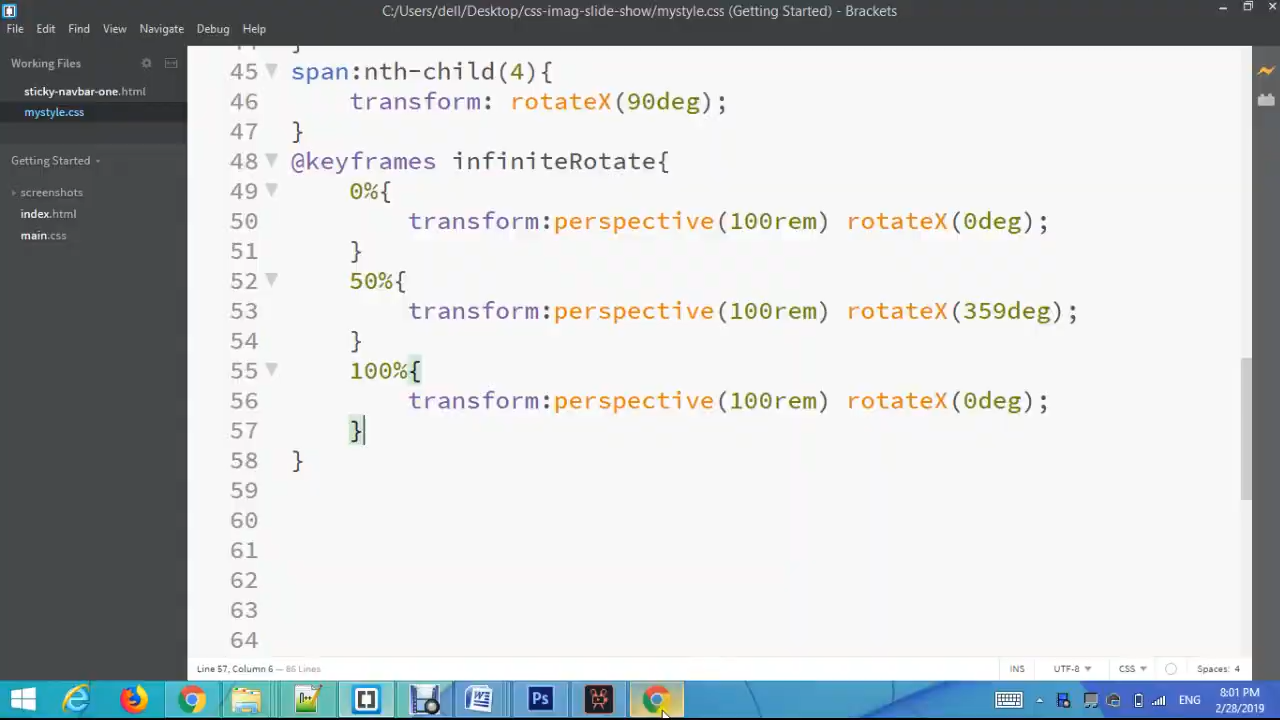 C:/Users/dell/Desktop/css-imag-slide-show/mystyle.css (Getting Started) - Brackets
File Edit Find View Navigate Debug Help
Working Files
sticky-navbar-one.html
mystyle.css
Getting Started
screenshots
index.html
main.css
45 span:nth-child(4){
46 transform: rotateX(90deg);
47 }
48 @keyframes infiniteRotate{
49 0%{
50 transform:perspective(100rem) rotateX(0deg);
51 }
52 50%{
53 transform:perspective(100rem) rotateX(359deg);
54 }
55 100%{
56 transform:perspective(100rem) rotateX(0deg);
57 }
58 }
59
60
61
62
63
64
Line 57, Column 6 — 86 Lines
INS UTF-8 CSS Spaces: 4
Ps
ENG
8:01 PM
2/28/2019